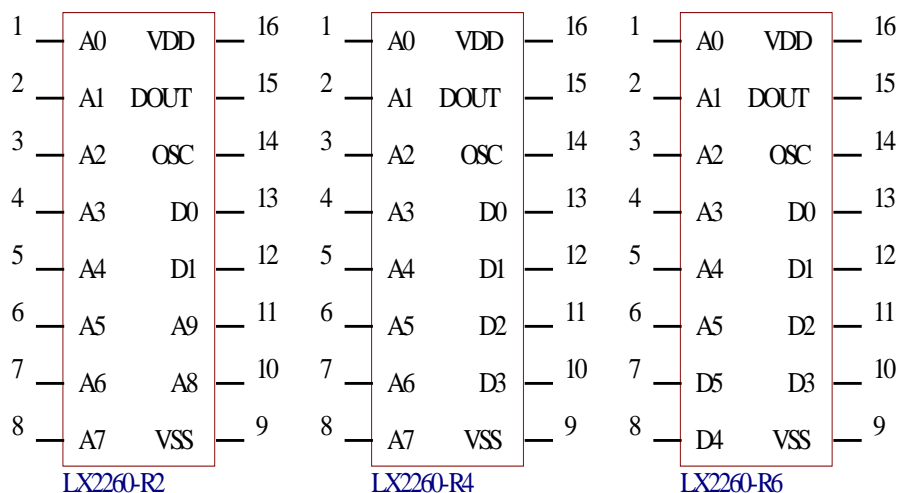 1 A0 VDD 16 1 A0 VDD 16 1 A0 VDD 16
2 A1 DOUT 15 2 A1 DOUT 15 2 A1 DOUT 15
3 A2 OSC 14 3 A2 OSC 14 3 A2 OSC 14
4 A3 D0 13 4 A3 D0 13 4 A3 D0 13
5 A4 D1 12 5 A4 D1 12 5 A4 D1 12
6 A5 A9 11 6 A5 D2 11 6 A5 D2 11
7 A6 A8 10 7 A6 D3 10 7 D5 D3 10
8 A7 VSS 9 8 A7 VSS 9 8 D4 VSS 9
LX2260-R2 LX2260-R4 LX2260-R6